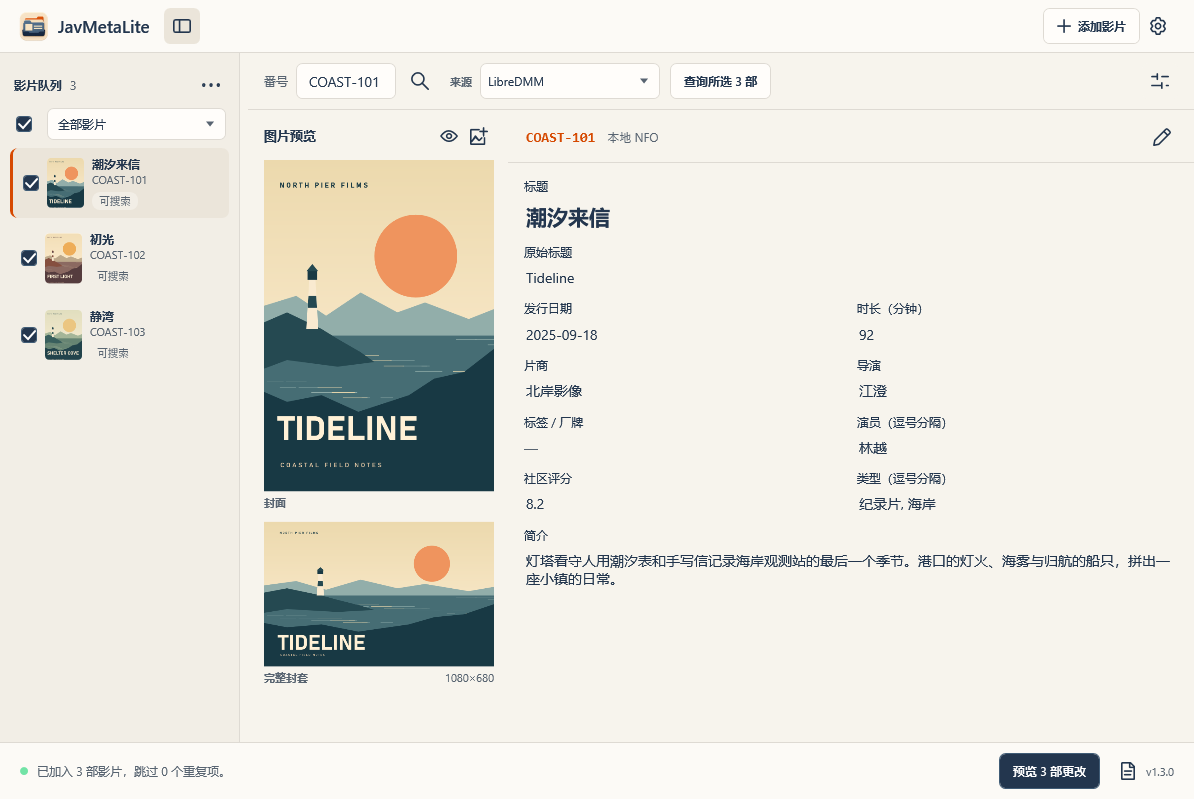 JavMetaLite
添加影片
影片队列 3
全部影片
潮汐来信
COAST-101
可搜索
TIDELINE
初光
COAST-102
可搜索
FIRST LIGHT
静湾
COAST-103
可搜索
SHELTER COVE
番号 COAST-101 来源 LibreDMM 查询所选 3 部
图片预览
NORTH PIER FILMS
TIDELINE
COASTAL FIELD NOTES
封面
NORTH PIER FILMS
TIDELINE
COASTAL FIELD NOTES
完整封套 1080×680
COAST-101 本地 NFO
标题
潮汐来信
原始标题
Tideline
发行日期 时长（分钟）
2025-09-18 92
片商 导演
北岸影像 江澄
标签 / 厂牌 演员（逗号分隔）
— 林越
社区评分 类型（逗号分隔）
8.2 纪录片, 海岸
简介
灯塔看守人用潮汐表和手写信记录海岸观测站的最后一个季节。港口的灯火、海雾与归航的船只，拼出一
座小镇的日常。
已加入 3 部影片，跳过 0 个重复项。
预览 3 部更改
v1.3.0